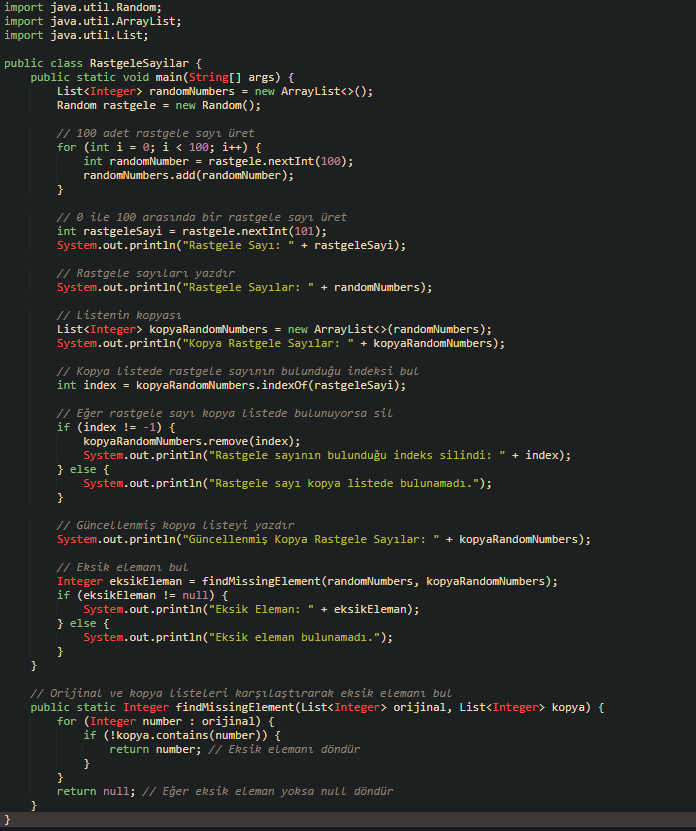 import java.util.Random;
import java.util.ArrayList;
import java.util.List;

public class RastgeleSayilar {
    public static void main(String[] args) {
        List<Integer> randomNumbers = new ArrayList<>();
        Random rastgele = new Random();

        // 100 adet rastgele sayı üret
        for (int i = 0; i < 100; i++) {
            int randomNumber = rastgele.nextInt(100);
            randomNumbers.add(randomNumber);
        }

        // 0 ile 100 arasında bir rastgele sayı üret
        int rastgeleSayi = rastgele.nextInt(101);
        System.out.println("Rastgele Sayı: " + rastgeleSayi);

        // Rastgele sayıları yazdır
        System.out.println("Rastgele Sayılar: " + randomNumbers);

        // Listenin kopyası
        List<Integer> kopyaRandomNumbers = new ArrayList<>(randomNumbers);
        System.out.println("Kopya Rastgele Sayılar: " + kopyaRandomNumbers);

        // Kopya listede rastgele sayının bulunduğu indeksi bul
        int index = kopyaRandomNumbers.indexOf(rastgeleSayi);

        // Eğer rastgele sayı kopya listede bulunuyorsa sil
        if (index != -1) {
            kopyaRandomNumbers.remove(index);
            System.out.println("Rastgele sayının bulunduğu indeks silindi: " + index);
        } else {
            System.out.println("Rastgele sayı kopya listede bulunamadı.");
        }

        // Güncellenmiş kopya listeyi yazdır
        System.out.println("Güncellenmiş Kopya Rastgele Sayılar: " + kopyaRandomNumbers);

        // Eksik elemanı bul
        Integer eksikEleman = findMissingElement(randomNumbers, kopyaRandomNumbers);
        if (eksikEleman != null) {
            System.out.println("Eksik Eleman: " + eksikEleman);
        } else {
            System.out.println("Eksik eleman bulunamadı.");
        }
    }

    // Orijinal ve kopya listeleri karşılaştırarak eksik elemanı bul
    public static Integer findMissingElement(List<Integer> orijinal, List<Integer> kopya) {
        for (Integer number : orijinal) {
            if (!kopya.contains(number)) {
                return number; // Eksik elemanı döndür
            }
        }
        return null; // Eğer eksik eleman yoksa null döndür
    }
}